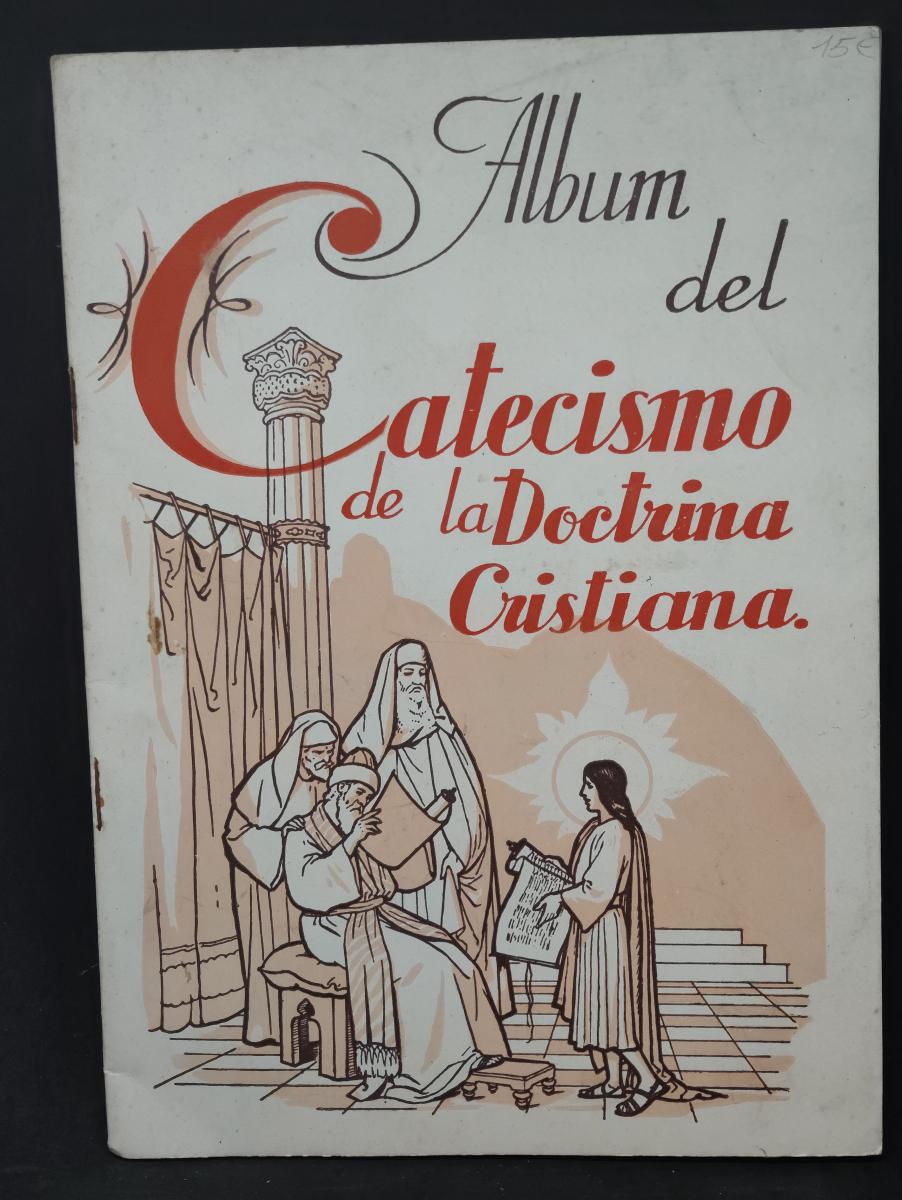 15€
Album
del
Catecismo
de la Doctrina
Cristiana.